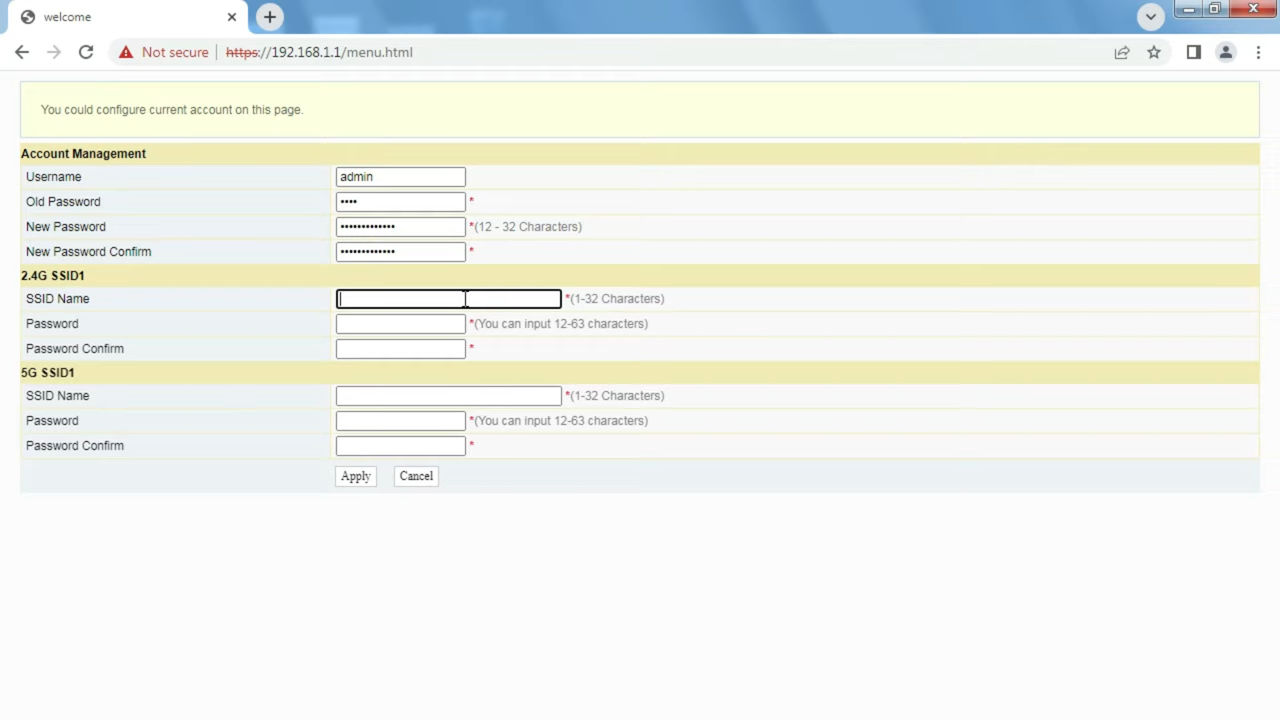 welcome
Not secure https://192.168.1.1/menu.html
You could configure current account on this page.
Account Management
Username admin
Old Password •••• *
New Password ••••••••••••• *(12 - 32 Characters)
New Password Confirm ••••••••••••• *
2.4G SSID1
SSID Name *(1-32 Characters)
Password *(You can input 12-63 characters)
Password Confirm *
5G SSID1
SSID Name *(1-32 Characters)
Password *(You can input 12-63 characters)
Password Confirm *
Apply Cancel